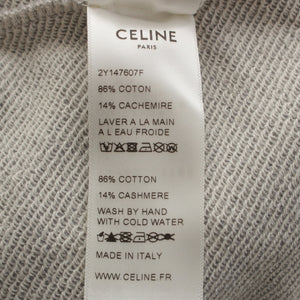 CELINE
PARIS
2Y147607F
86% COTON
14% CACHEMIRE
LAVER A LA MAIN
A L'EAU FROIDE
86% COTTON
14% CASHMERE
WASH BY HAND
WITH COLD WATER
MADE IN ITALY
WWW.CELINE.FR